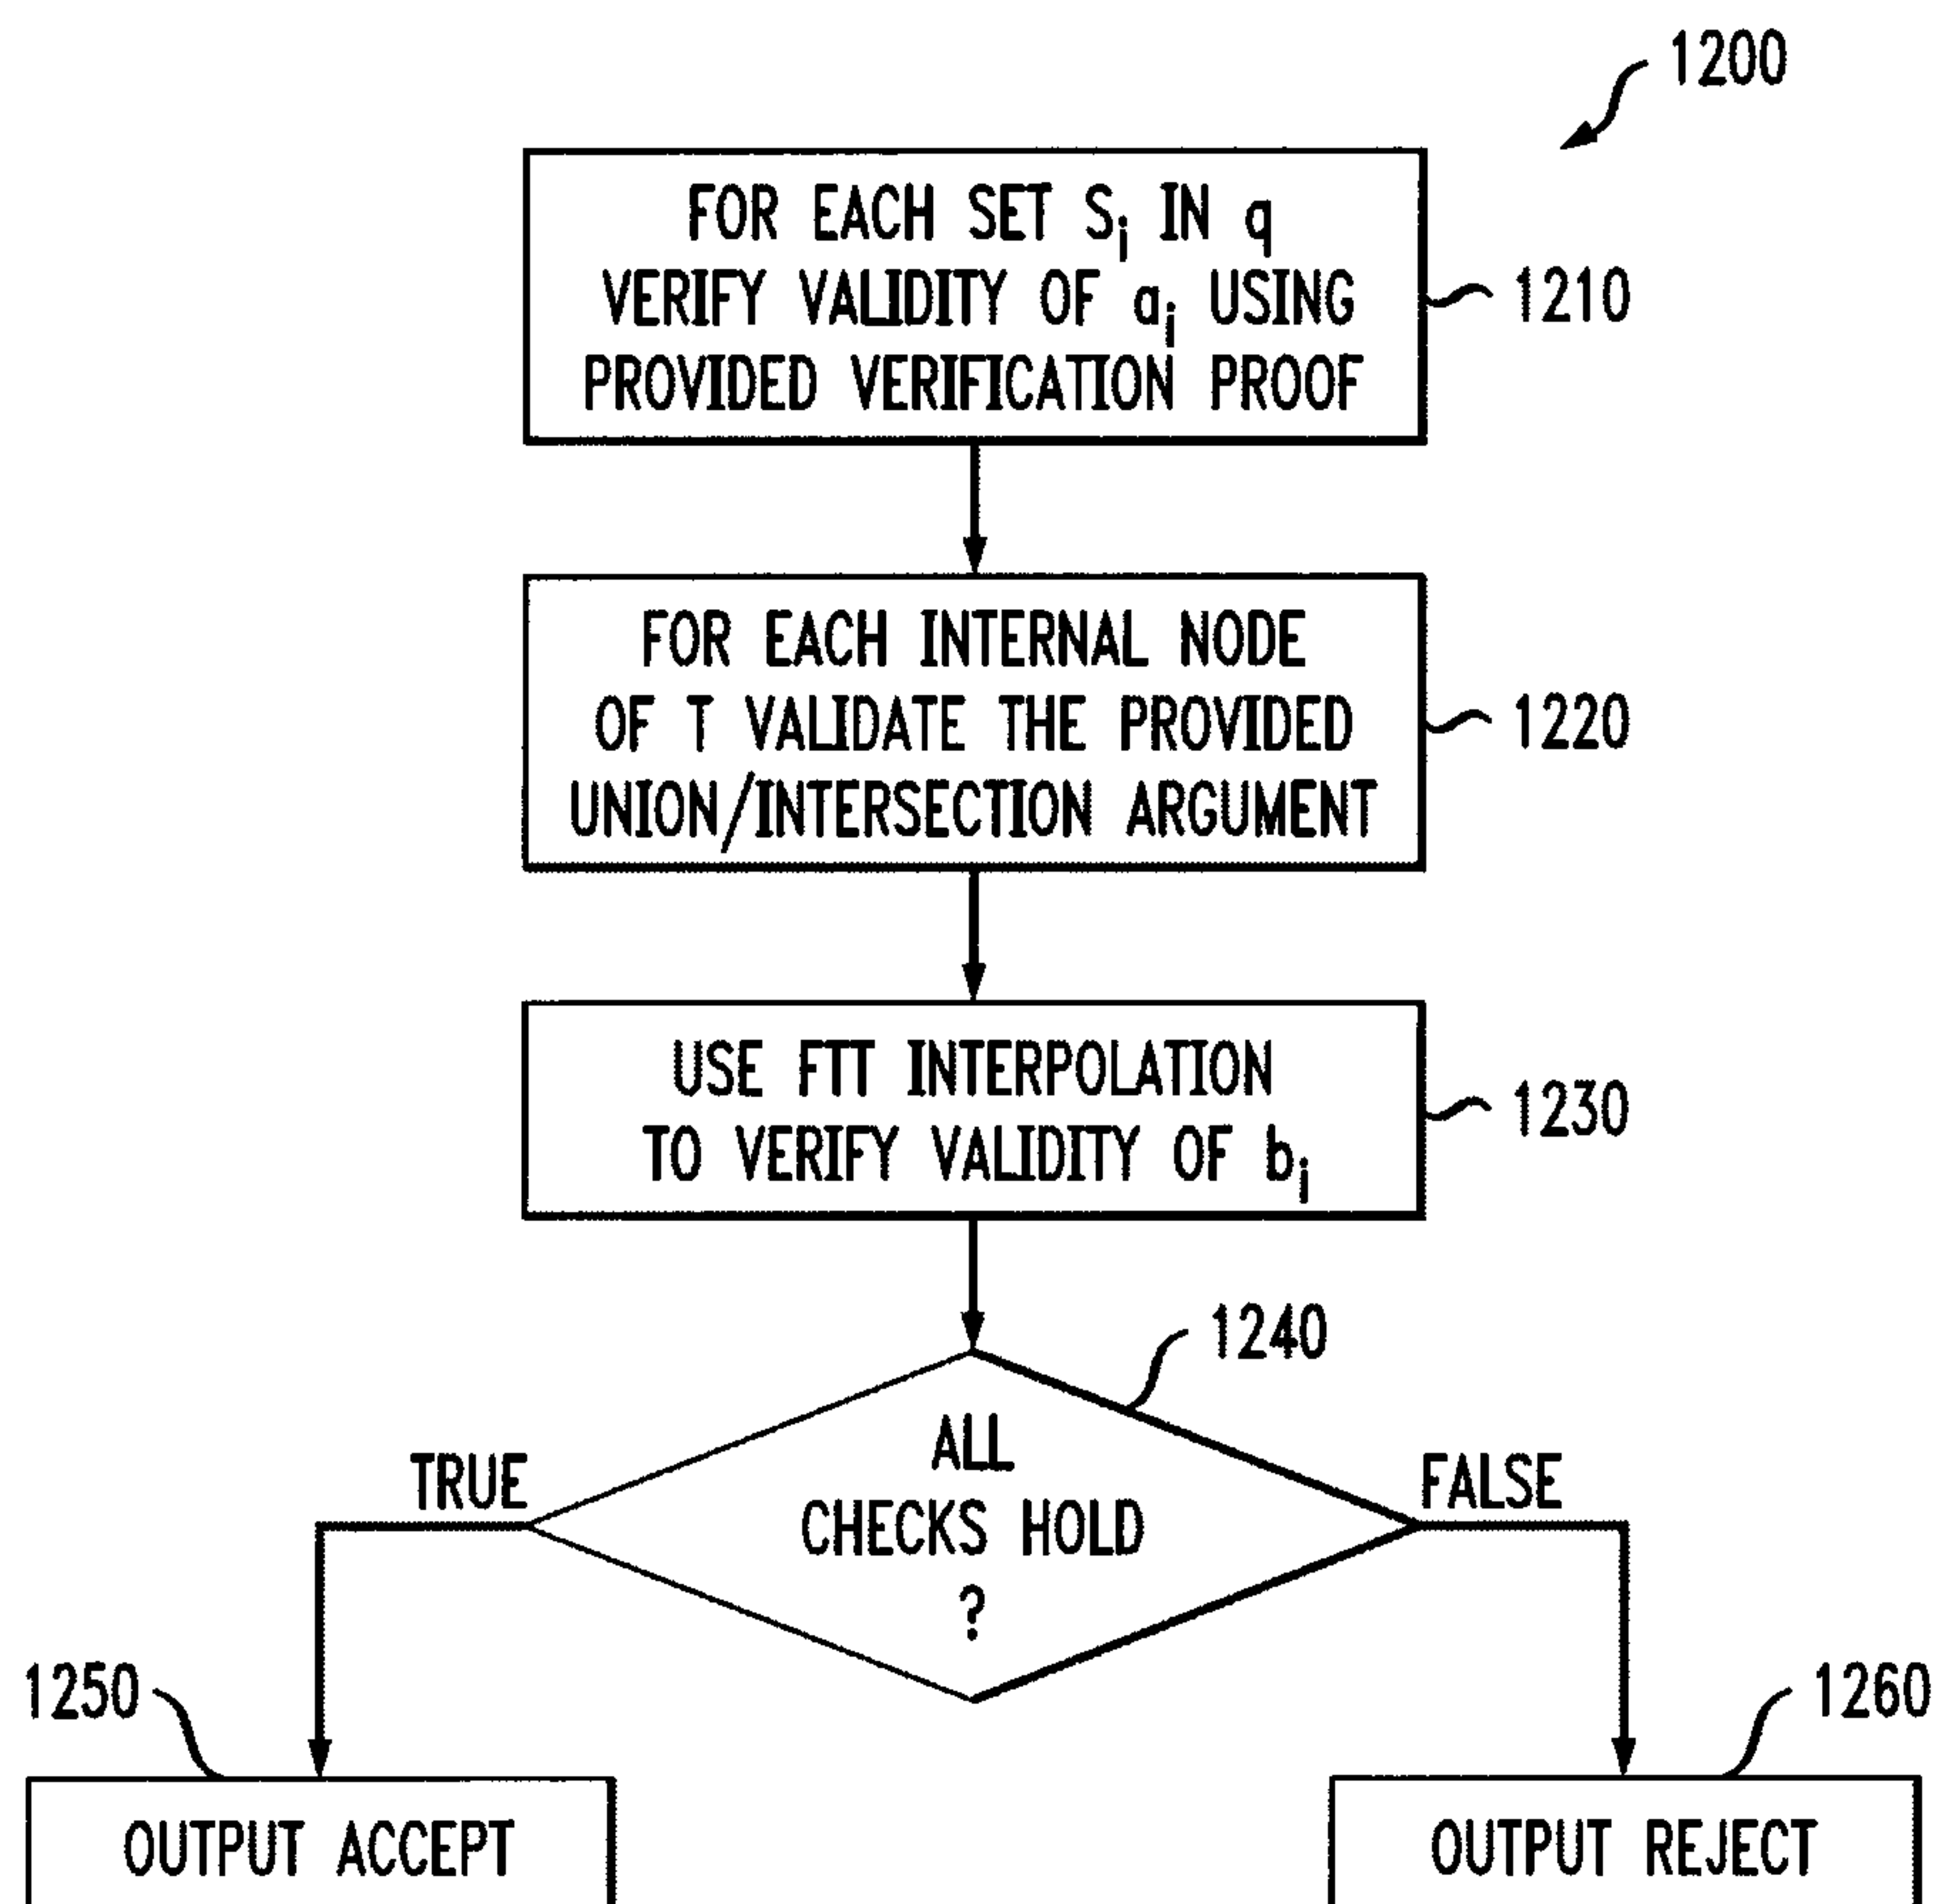 1200
FOR EACH SET Si IN q
VERIFY VALIDITY OF ai USING
PROVIDED VERIFICATION PROOF
1210
FOR EACH INTERNAL NODE
OF T VALIDATE THE PROVIDED
UNION/INTERSECTION ARGUMENT
1220
USE FTT INTERPOLATION
TO VERIFY VALIDITY OF bi
1230
1240
ALL
CHECKS HOLD
?
TRUE
FALSE
1250
1260
OUTPUT ACCEPT
OUTPUT REJECT